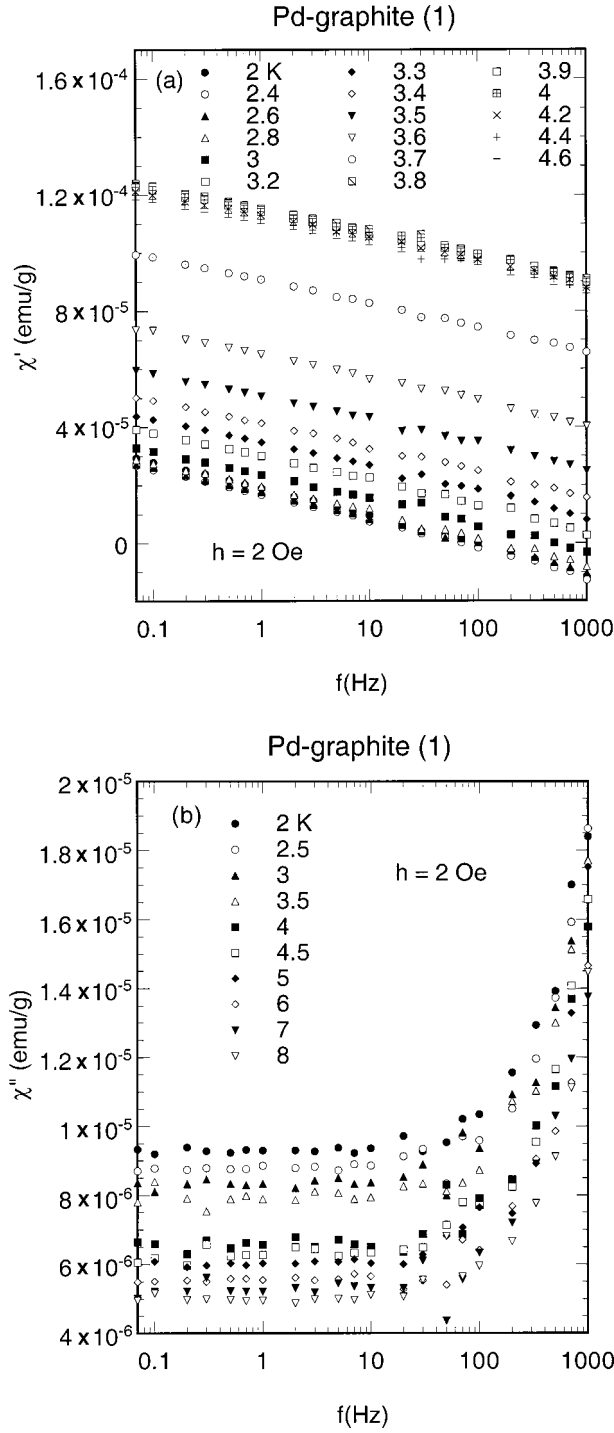 Pd-graphite (1)
1.6 x 10⁻⁴
(a)
2 K
2.4
2.6
2.8
3
3.2
3.3
3.4
3.5
3.6
3.7
3.8
3.9
4
4.2
4.4
4.6
1.2 x 10⁻⁴
8 x 10⁻⁵
4 x 10⁻⁵
0
χ' (emu/g)
h = 2 Oe
0.1 1 10 100 1000
f(Hz)
Pd-graphite (1)
2 x 10⁻⁵
(b)
2 K
2.5
3
3.5
4
4.5
5
6
7
8
h = 2 Oe
1.8 x 10⁻⁵
1.6 x 10⁻⁵
1.4 x 10⁻⁵
1.2 x 10⁻⁵
1 x 10⁻⁵
8 x 10⁻⁶
6 x 10⁻⁶
4 x 10⁻⁶
χ'' (emu/g)
0.1 1 10 100 1000
f(Hz)